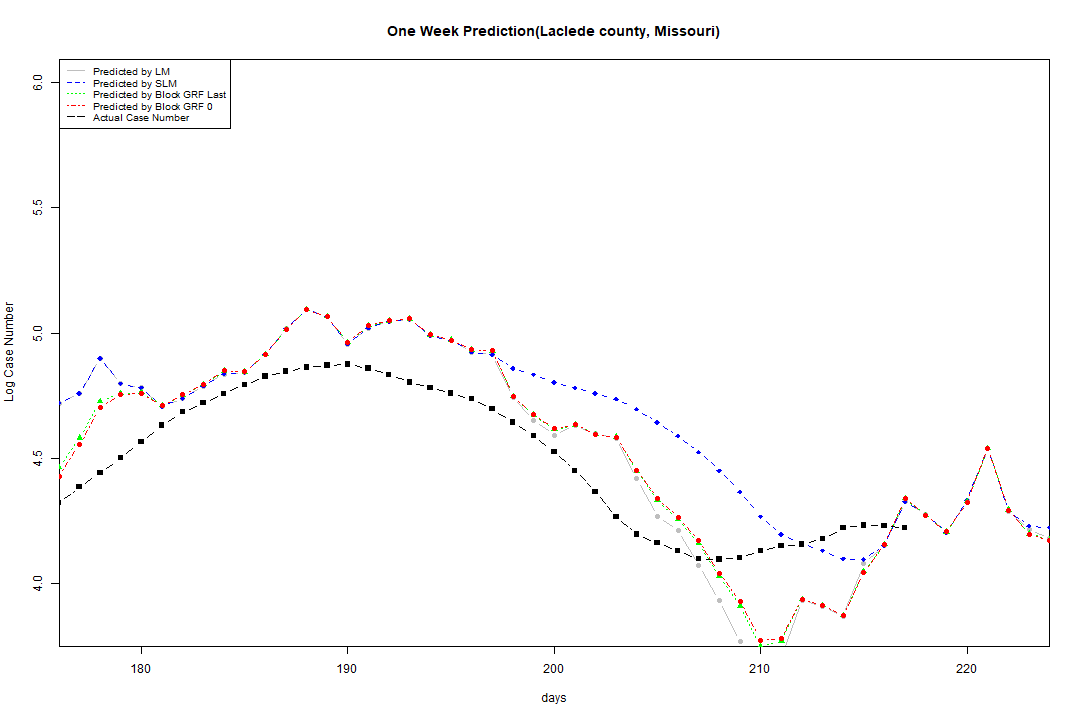 One Week Prediction(Laclede county, Missouri)
Predicted by LM
Predicted by SLM
Predicted by Block GRF Last
Predicted by Block GRF 0
Actual Case Number
6.0
5.5
5.0
4.5
4.0
Log Case Number
180 190 200 210 220
days